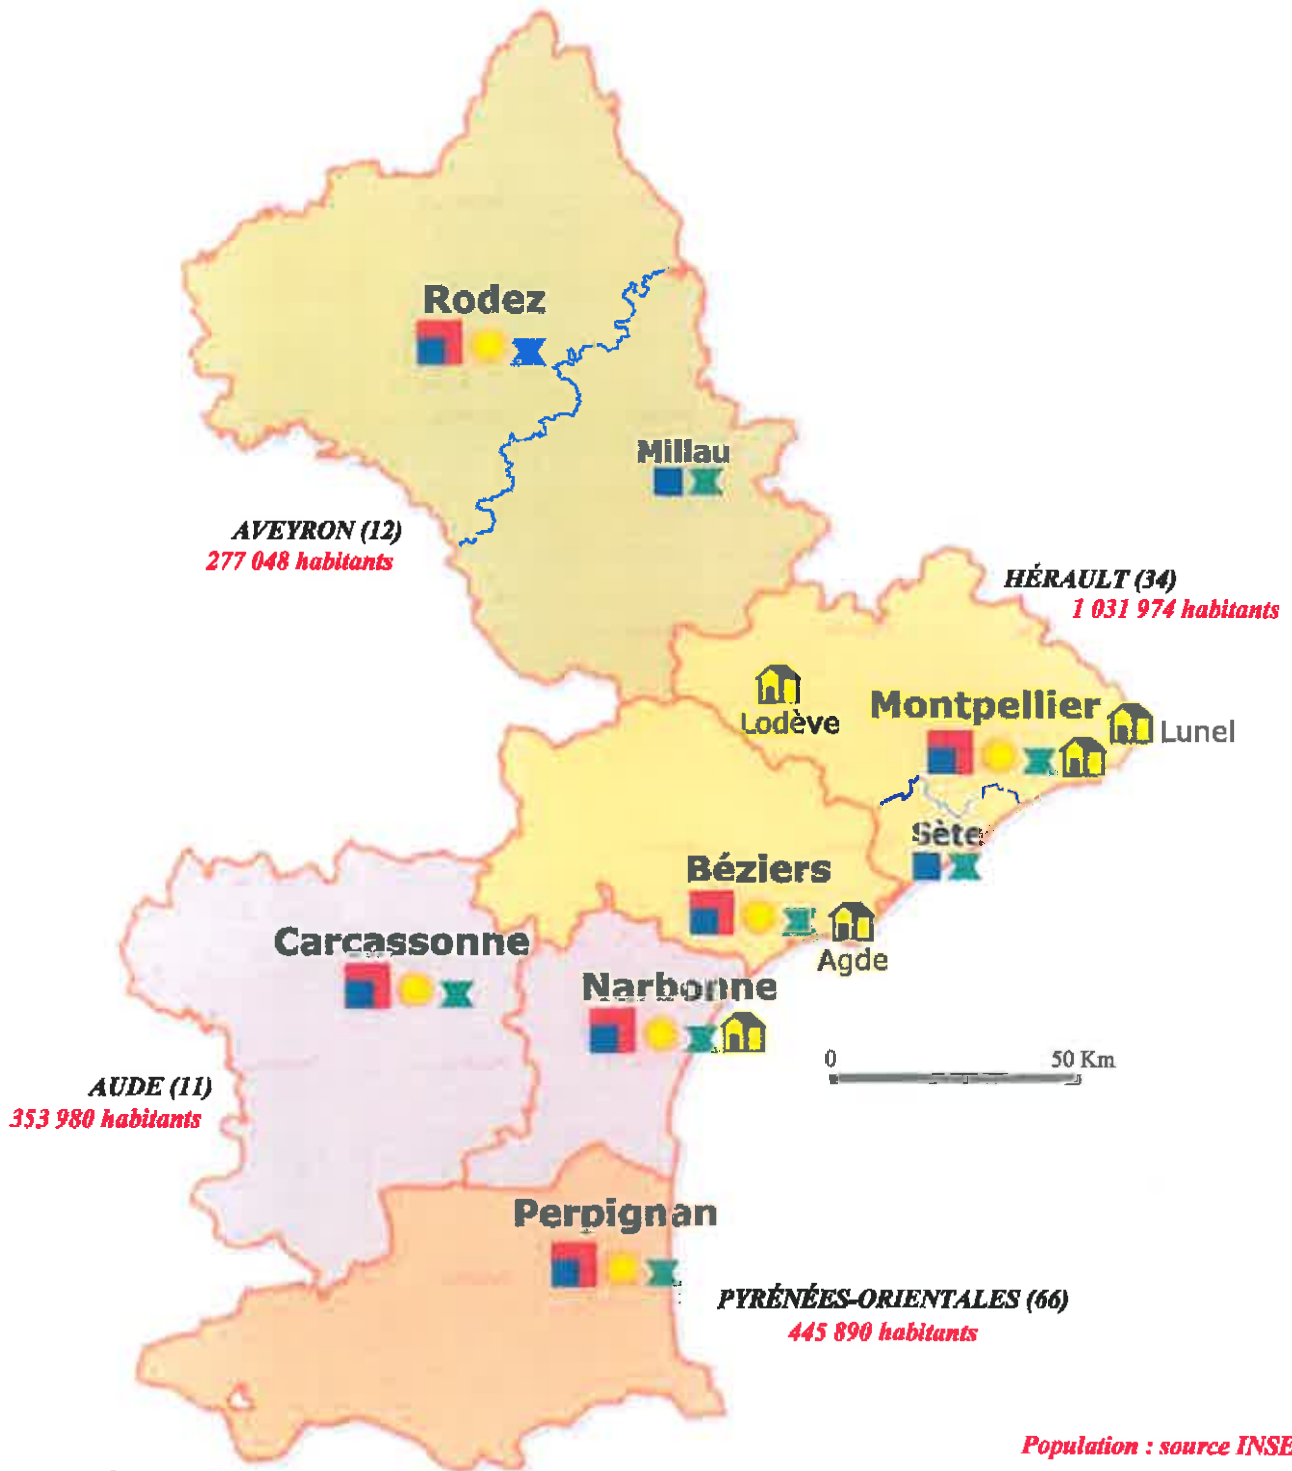 Rodez
Millau
AVEYRON (12)
277 048 habitants
HÉRAULT (34)
1 031 974 habitants
Lodève
Montpellier
Lunel
Sète
Béziers
Agde
Carcassonne
Narbonne
0 50 Km
AUDE (11)
353 980 habitants
Perpignan
PYRÉNÉES-ORIENTALES (66)
445 890 habitants
Population : source INSE